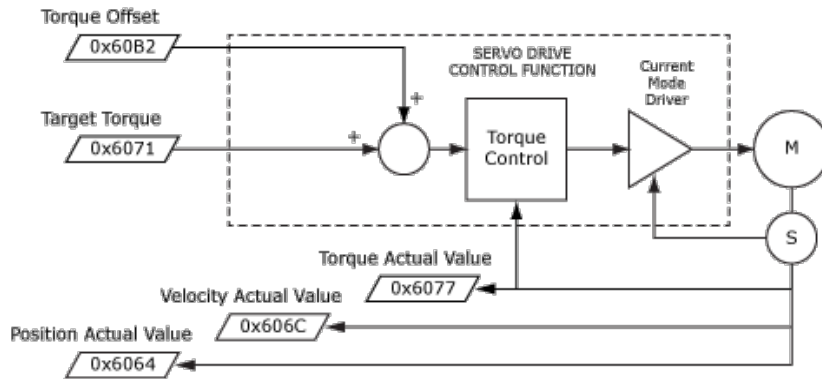 Torque Offset
0x60B2
SERVO DRIVE
CONTROL FUNCTION
Current
Mode
Driver
+
Target Torque
+
0x6071
Torque
Control
M
S
Torque Actual Value
0x6077
Velocity Actual Value
0x606C
Position Actual Value
0x6064